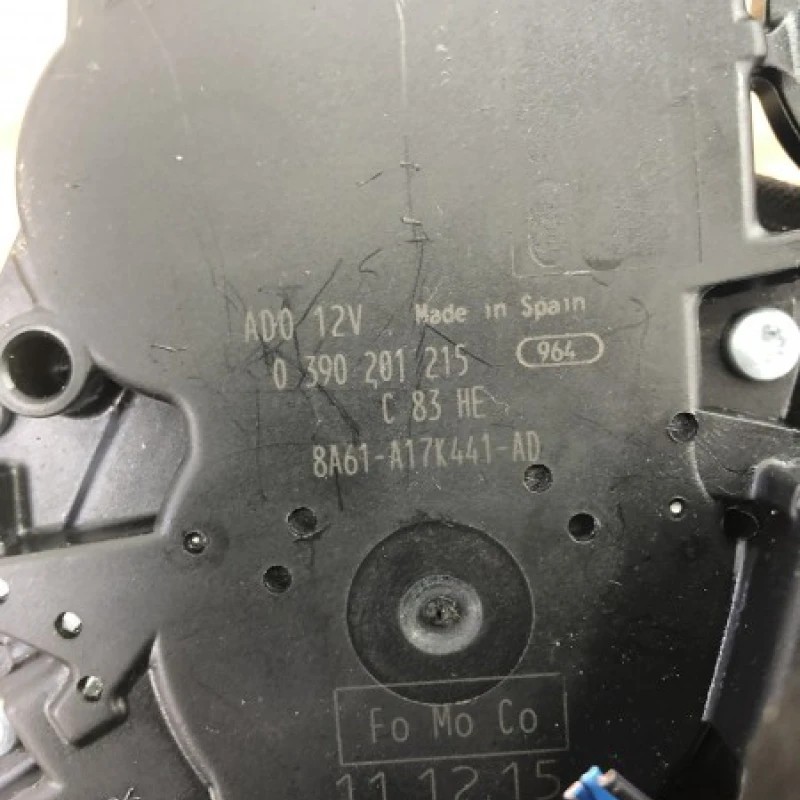 ADO 12V Made in Spain
0 390 201 215 964
C 83 HE
8A61-A17K441-AD
Fo Mo Co
11.12.15